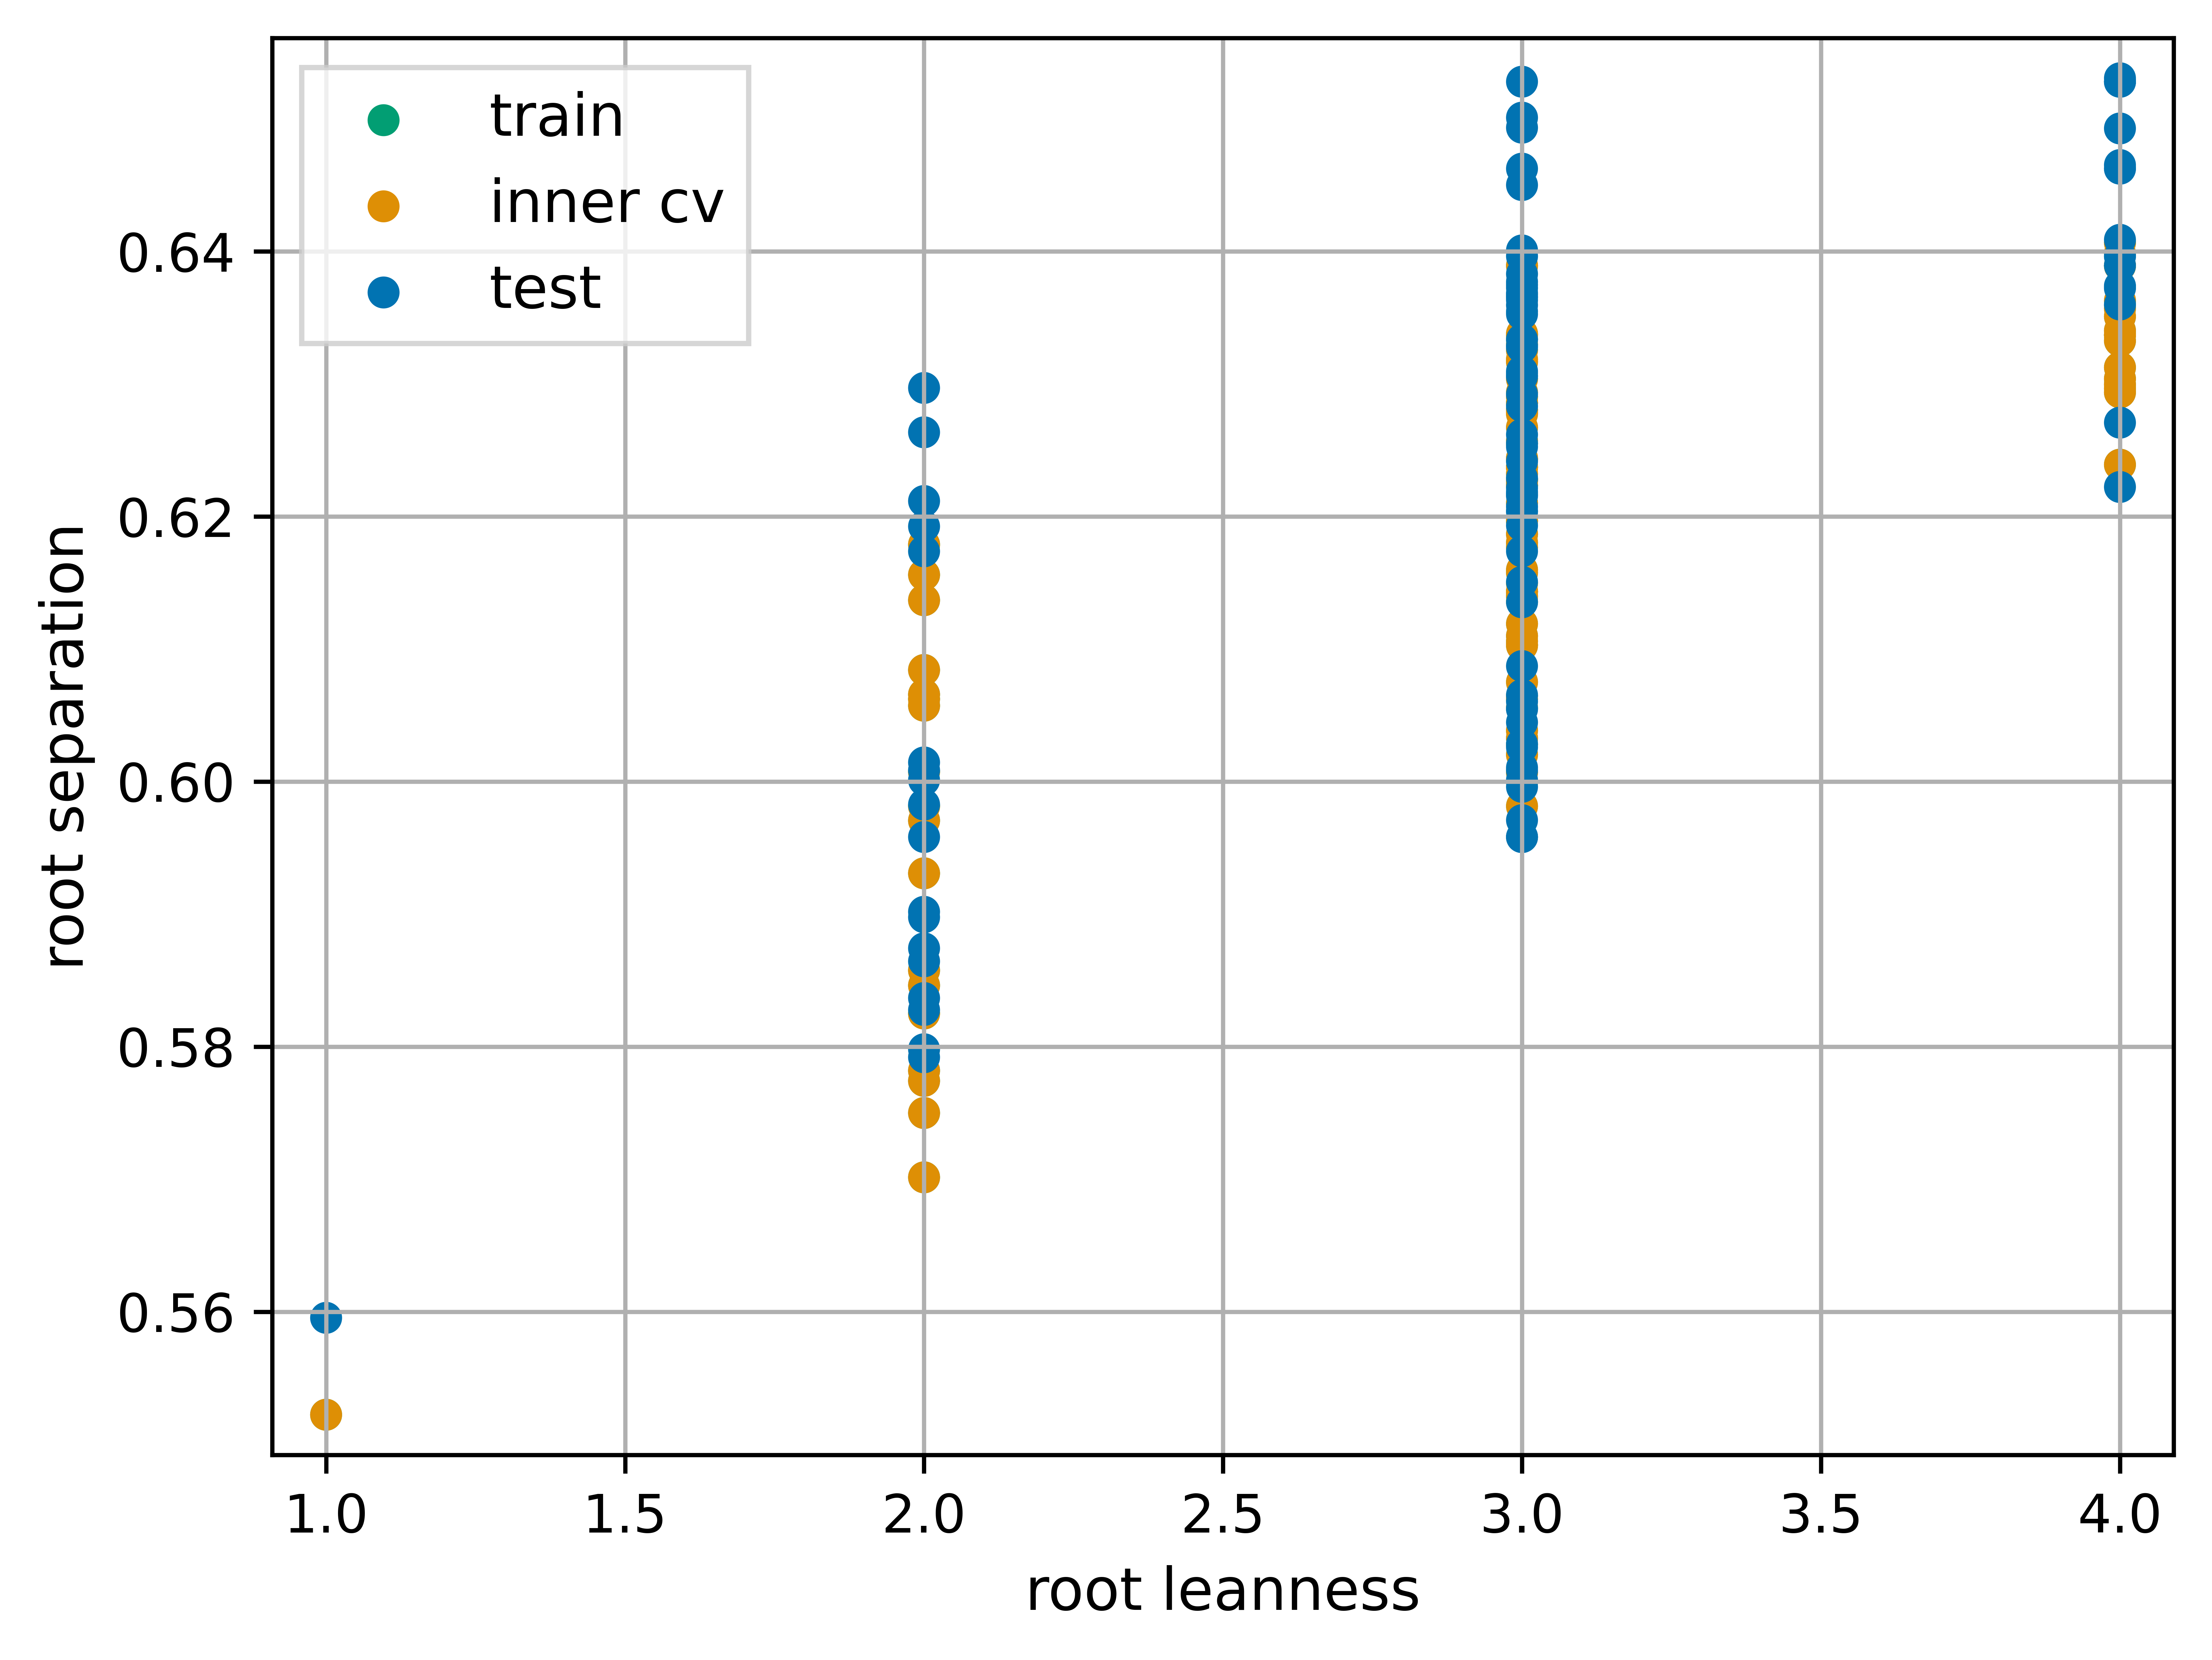 train
inner cv
test
0.64
0.62
0.60
0.58
0.56
root separation
1.0 1.5 2.0 2.5 3.0 3.5 4.0
root leanness